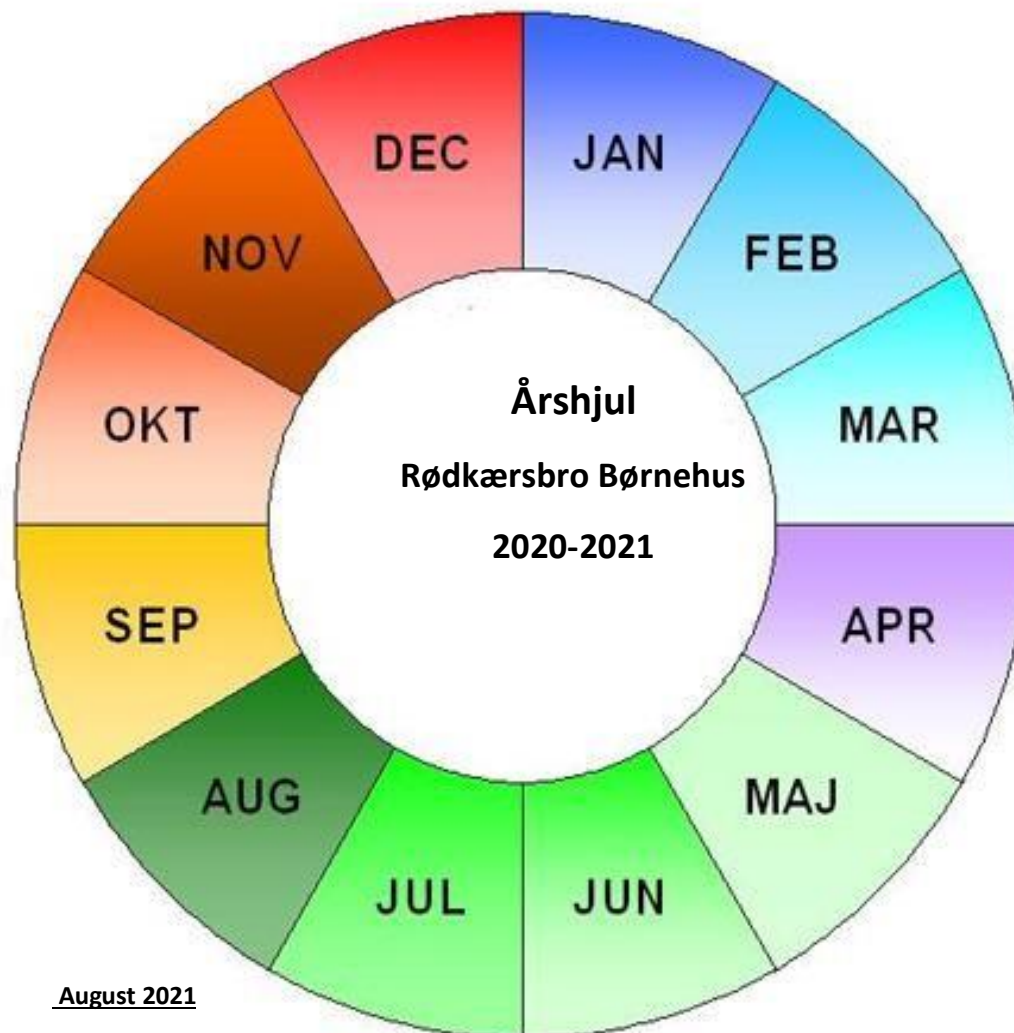 DEC
JAN
NOV
FEB
Årshjul
OKT
MAR
Rødkærsbro Børnehus
2020-2021
SEP
APR
AUG
MAJ
JUL
JUN
August 2021